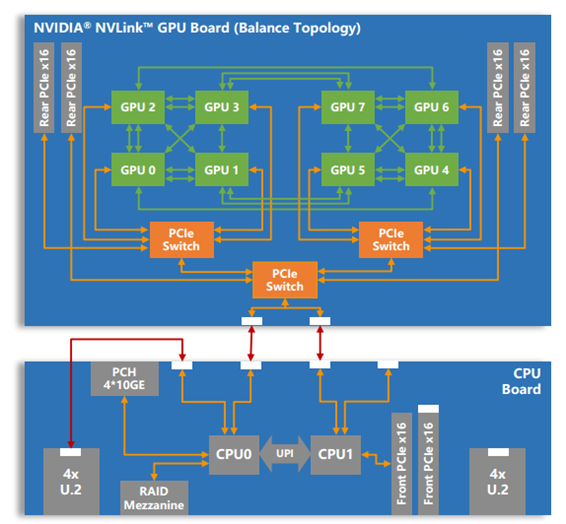 NVIDIA® NVLink™ GPU Board (Balance Topology)
Rear PCIe x16
Rear PCIe x16
Rear PCIe x16
Rear PCIe x16
GPU 2
GPU 3
GPU 7
GPU 6
GPU 0
GPU 1
GPU 5
GPU 4
PCIe
Switch
PCIe
Switch
PCIe
Switch
CPU
Board
PCH
4*10GE
CPU0
UPI
CPU1
Front PCIe x16
Front PCIe x16
4x
U.2
RAID
Mezzanine
4x
U.2